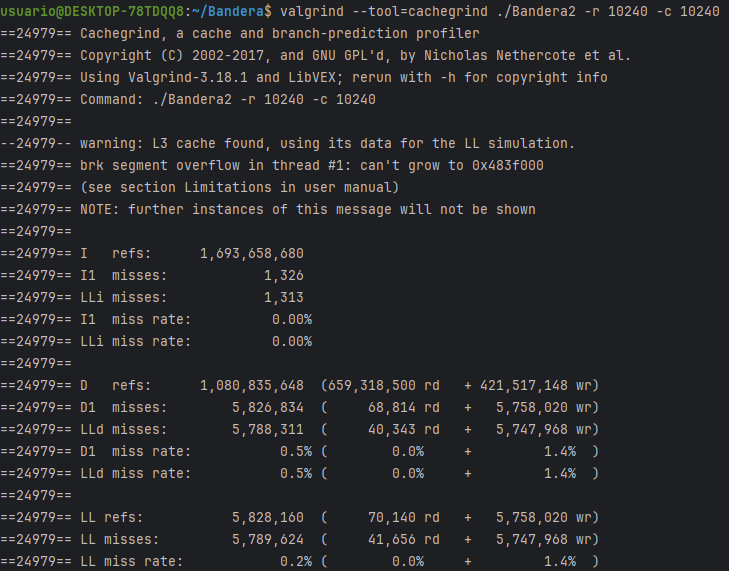 usuario@DESKTOP-78TDQQ8:~/Bandera$ valgrind --tool=cachegrind ./Bandera2 -r 10240 -c 10240
==24979== Cachegrind, a cache and branch-prediction profiler
==24979== Copyright (C) 2002-2017, and GNU GPL'd, by Nicholas Nethercote et al.
==24979== Using Valgrind-3.18.1 and LibVEX; rerun with -h for copyright info
==24979== Command: ./Bandera2 -r 10240 -c 10240
==24979==
--24979-- warning: L3 cache found, using its data for the LL simulation.
==24979== brk segment overflow in thread #1: can't grow to 0x483f000
==24979== (see section Limitations in user manual)
==24979== NOTE: further instances of this message will not be shown
==24979==
==24979== I   refs:      1,693,658,680
==24979== I1  misses:            1,326
==24979== LLi misses:            1,313
==24979== I1  miss rate:          0.00%
==24979== LLi miss rate:          0.00%
==24979==
==24979== D   refs:      1,080,835,648  (659,318,500 rd   + 421,517,148 wr)
==24979== D1  misses:        5,826,834  (     68,814 rd   +   5,758,020 wr)
==24979== LLd misses:        5,788,311  (     40,343 rd   +   5,747,968 wr)
==24979== D1  miss rate:           0.5% (        0.0%     +         1.4%  )
==24979== LLd miss rate:           0.5% (        0.0%     +         1.4%  )
==24979==
==24979== LL refs:           5,828,160  (     70,140 rd   +   5,758,020 wr)
==24979== LL misses:         5,789,624  (     41,656 rd   +   5,747,968 wr)
==24979== LL miss rate:            0.2% (        0.0%     +         1.4%  )